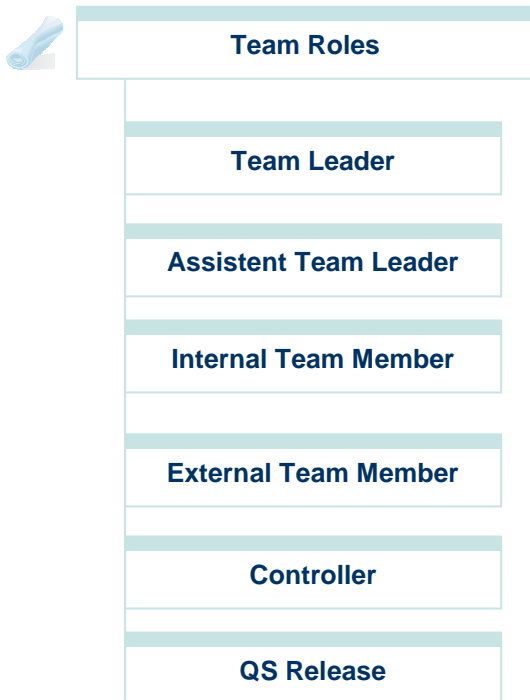 Team Roles
Team Leader
Assistent Team Leader
Internal Team Member
External Team Member
Controller
QS Release